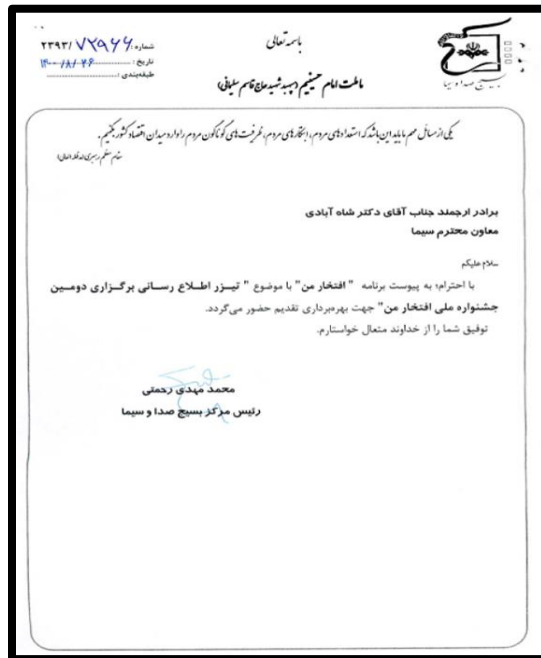 باسمه تعالی
شماره: ۲۳۹۳/۷۲۹۶۶
تاریخ: ۱۴۰۰/۸/۲۶
طبقه‌بندی:
ما ملت امام حسینیم (سپهبد شهید حاج قاسم سلیمانی)
بسیج صدا و سیما
یکی از مسائل مهم ما باید این باشد که استعدادهای مردم، ابتکارهای مردم، ظرفیت‌های گوناگون مردم را وارد میدان اقتصاد کشور بکنیم.
مقام معظم رهبری (مدظله العالی)
برادر ارجمند جناب آقای دکتر شاه آبادی
معاون محترم سیما
سلام علیکم
با احترام؛ به پیوست برنامه "افتخار من" با موضوع "تیزر اطلاع رسانی برگزاری دومین
جشنواره ملی افتخار من" جهت بهره‌برداری تقدیم حضور می‌گردد.
توفیق شما را از خداوند متعال خواستارم.
محمد مهدی رحمتی
رئیس مرکز بسیج صدا و سیما